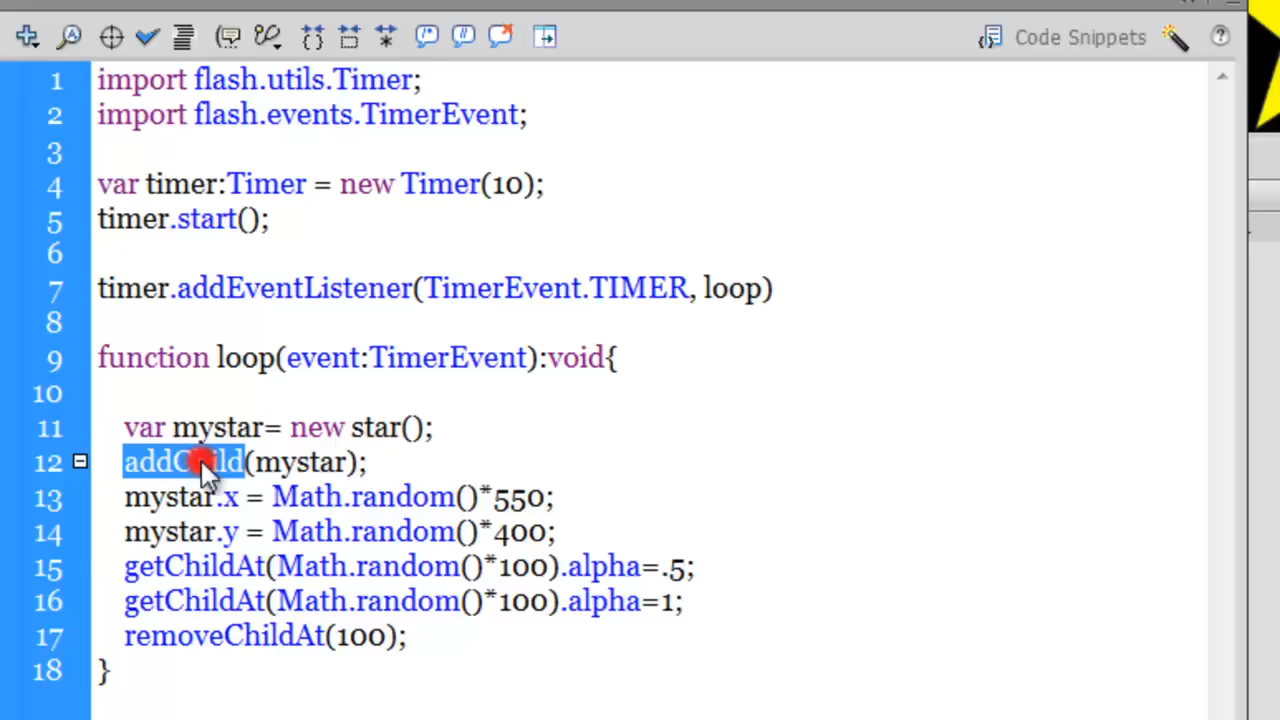 Code Snippets
1 import flash.utils.Timer;
2 import flash.events.TimerEvent;
3
4 var timer:Timer = new Timer(10);
5 timer.start();
6
7 timer.addEventListener(TimerEvent.TIMER, loop)
8
9 function loop(event:TimerEvent):void{
10
11 var mystar= new star();
12 addChild(mystar);
13 mystar.x = Math.random()*550;
14 mystar.y = Math.random()*400;
15 getChildAt(Math.random()*100).alpha=.5;
16 getChildAt(Math.random()*100).alpha=1;
17 removeChildAt(100);
18 }